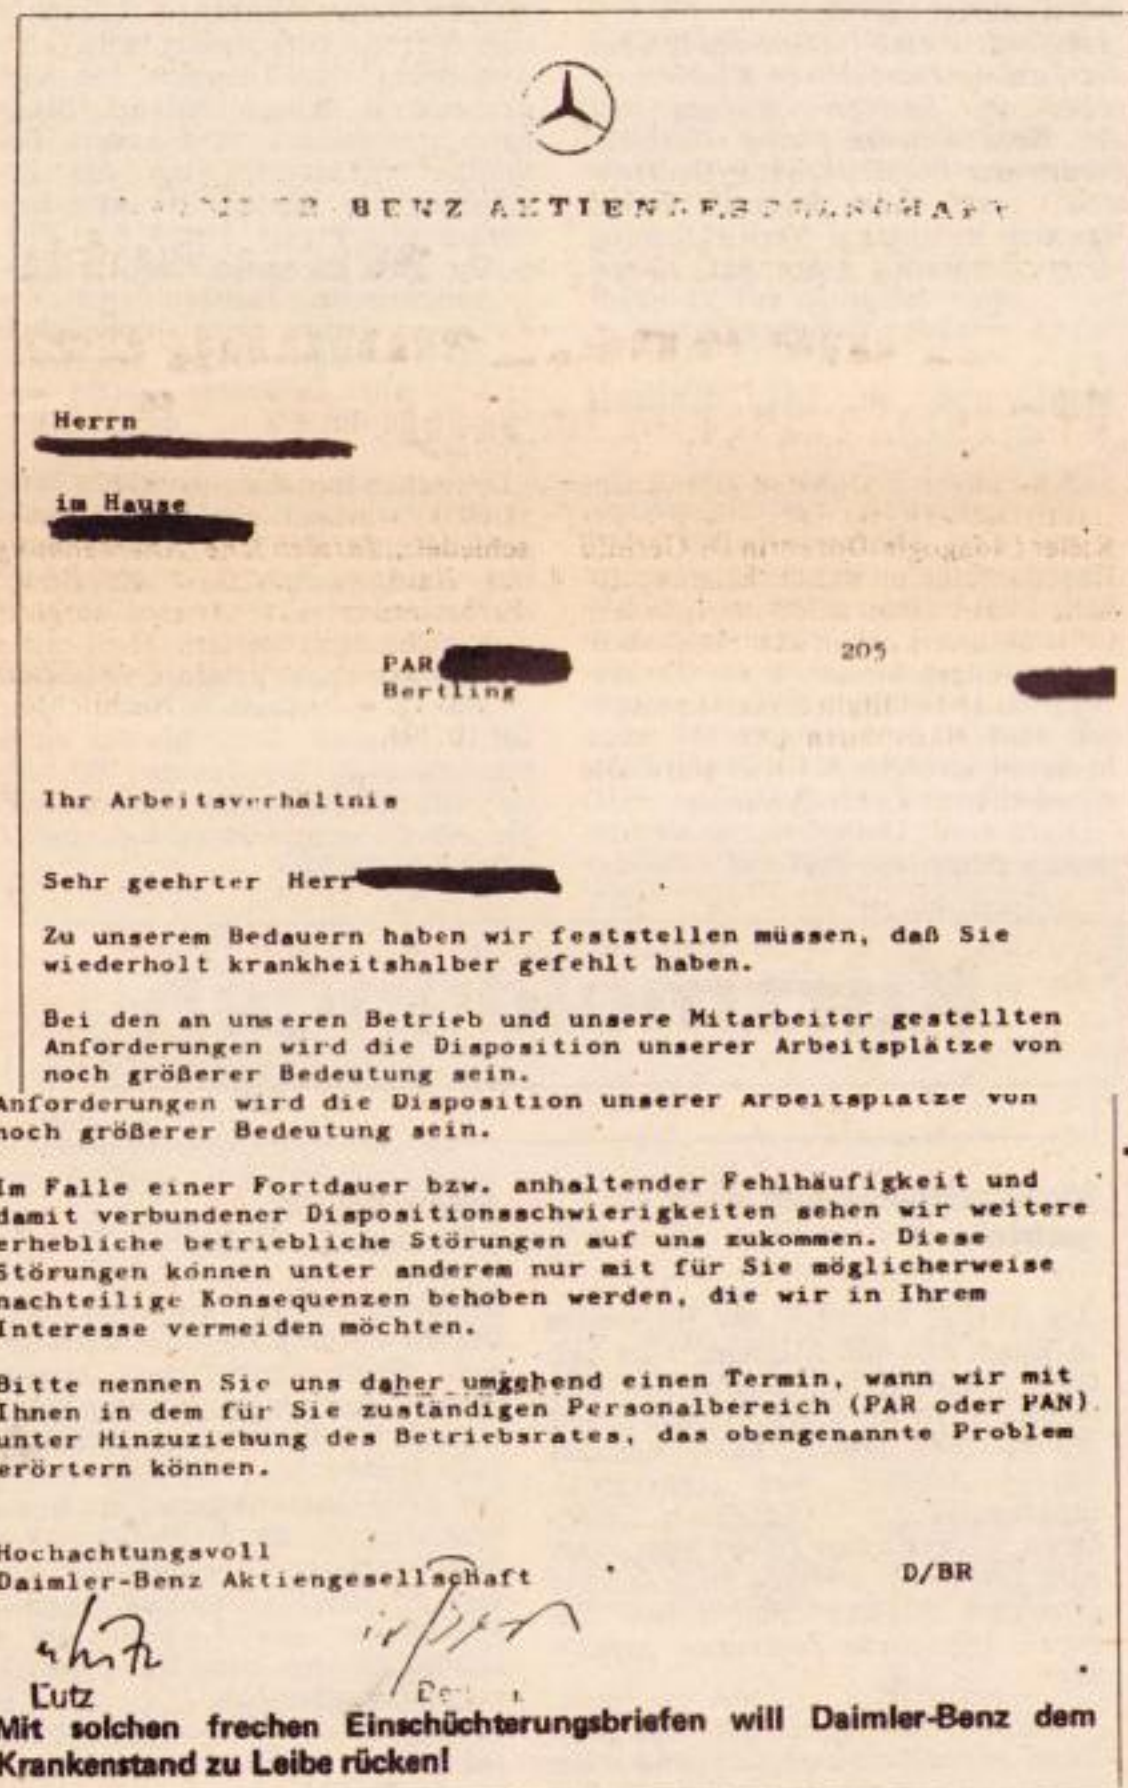 BENZ AKTIENGESELLSCHAFT
Herrn
im Hause
PAR
205
Bertling
Ihr Arbeitsverhältnis
Sehr geehrter Herr
Zu unserem Bedauern haben wir feststellen müssen, daß Sie
wiederholt krankheitshalber gefehlt haben.
Bei den an unseren Betrieb und unsere Mitarbeiter gestellten
Anforderungen wird die Disposition unserer Arbeitsplätze von
noch größerer Bedeutung sein.
Anforderungen wird die Disposition unserer Arbeitsplätze von
noch größerer Bedeutung sein.
Im Falle einer Fortdauer bzw. anhaltender Fehlhäufigkeit und
damit verbundener Dispositionsschwierigkeiten sehen wir weitere
erhebliche betriebliche Störungen auf uns zukommen. Diese
Störungen können unter anderem nur mit für Sie möglicherweise
nachteilige Konsequenzen behoben werden, die wir in Ihrem
Interesse vermeiden möchten.
Bitte nennen Sie uns daher umgehend einen Termin, wann wir mit
Ihnen in dem für Sie zuständigen Personalbereich (PAR oder PAN)
unter Hinzuziehung des Betriebsrates, das obengenannte Problem
erörtern können.
Hochachtungsvoll
Daimler-Benz Aktiengesellschaft
D/BR
Lutz
Mit solchen frechen Einschüchterungsbriefen will Daimler-Benz dem
Krankenstand zu Leibe rücken!